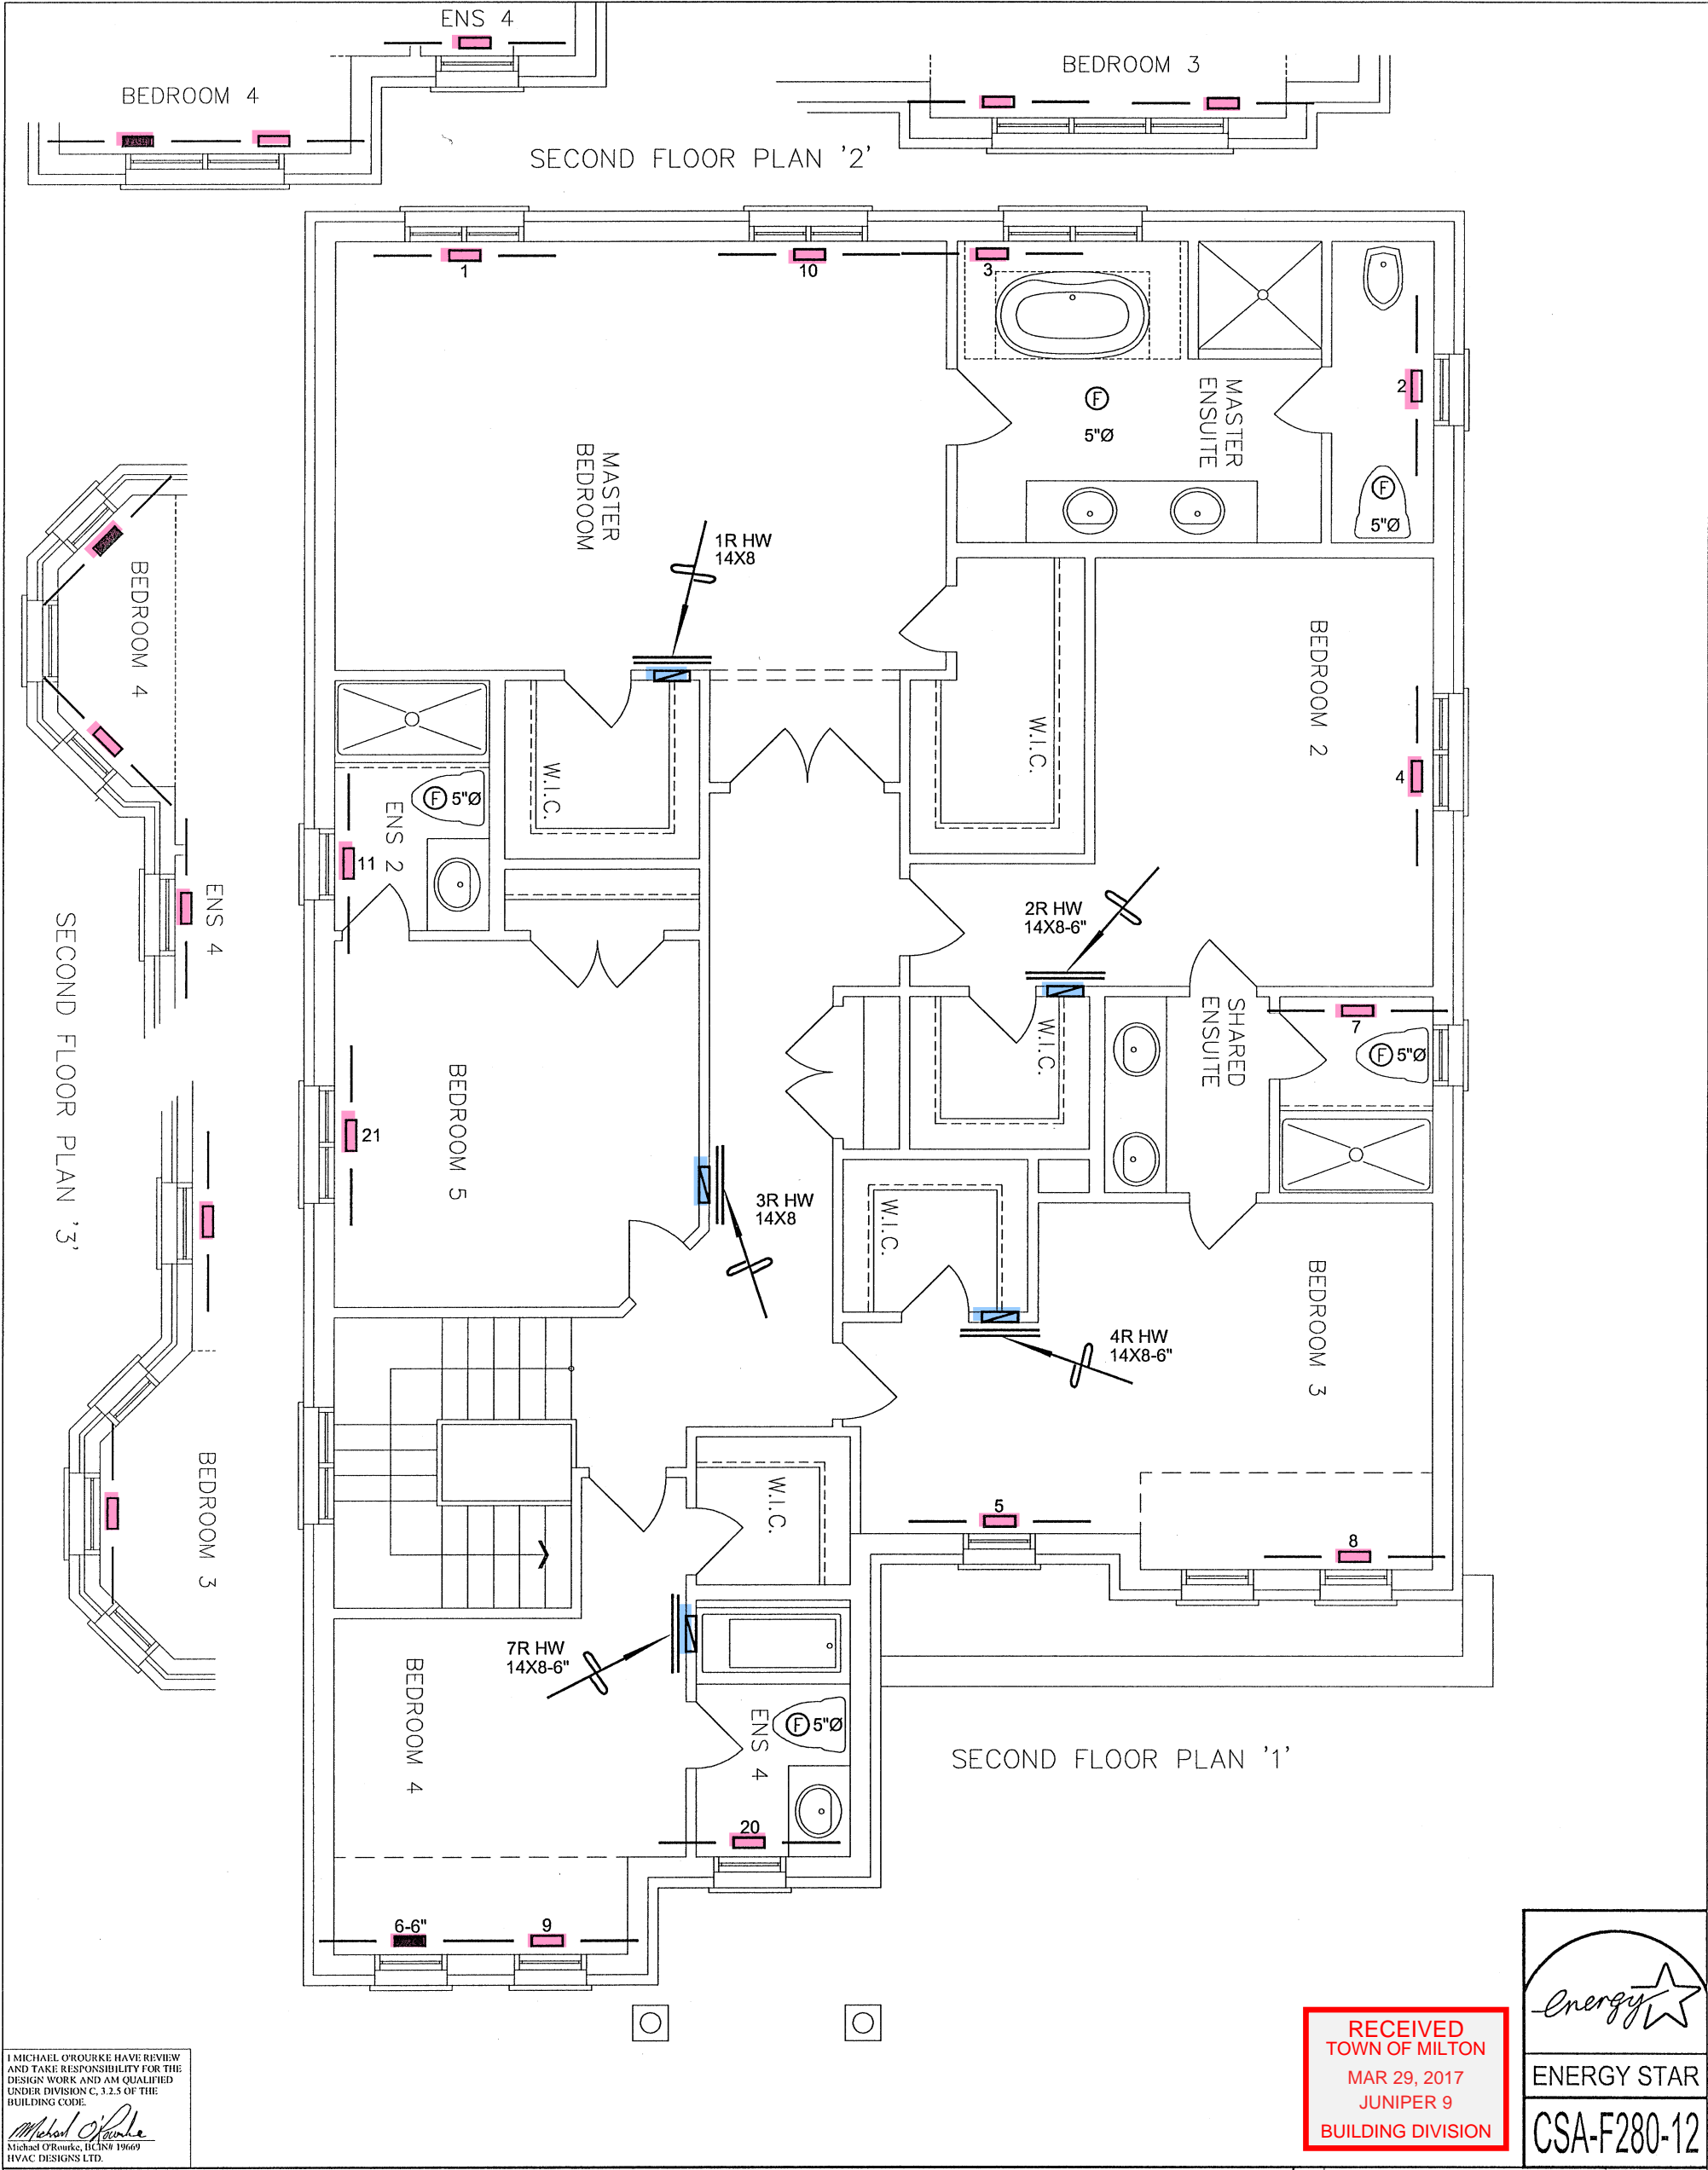 ENS 4
BEDROOM 4
BEDROOM 3
SECOND FLOOR PLAN '2'
1
10
3
2
MASTER
ENSUITE
F
5"Ø
F
5"Ø
MASTER
BEDROOM
1R HW
14X8
BEDROOM 4
BEDROOM 2
W.I.C.
W.I.C.
4
F 5"Ø
ENS 2
11
ENS 4
2R HW
14X8-6"
SECOND FLOOR PLAN '3'
SHARED
ENSUITE
W.I.C.
7
F 5"Ø
BEDROOM 5
21
3R HW
14X8
W.I.C.
4R HW
14X8-6"
BEDROOM 3
BEDROOM 3
W.I.C.
5
8
7R HW
14X8-6"
BEDROOM 4
ENS 4
F 5"Ø
SECOND FLOOR PLAN '1'
20
6-6"
9
I MICHAEL O'ROURKE HAVE REVIEW
AND TAKE RESPONSIBILITY FOR THE
DESIGN WORK AND AM QUALIFIED
UNDER DIVISION C, 3.2.5 OF THE
BUILDING CODE.
Michael O'Rourke
Michael O'Rourke, BCIN# 19669
HVAC DESIGNS LTD.
RECEIVED
TOWN OF MILTON
MAR 29, 2017
JUNIPER 9
BUILDING DIVISION
energy
ENERGY STAR
CSA-F280-12